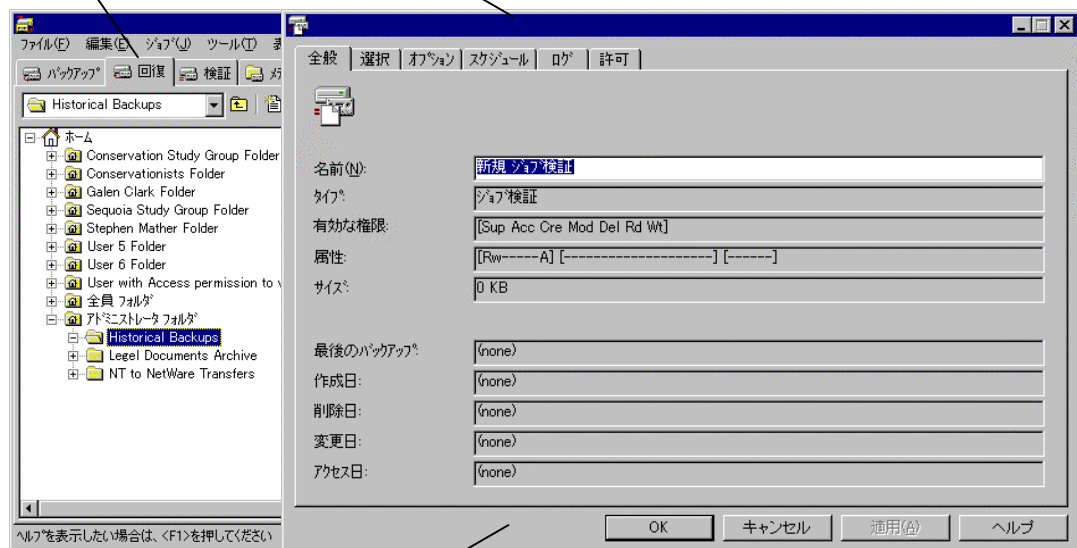 ファイル(F) 編集(E) ジョブ(J) ツール(T) 表
バックアップ 回復 検証 メデ
Historical Backups
ホーム
Conservation Study Group Folder
Conservationists Folder
Galen Clark Folder
Sequoia Study Group Folder
Stephen Mather Folder
User 5 Folder
User 6 Folder
User with Access permission to v
全員 フォルダ
アドミニストレータ フォルダ
Historical Backups
Legel Documents Archive
NT to NetWare Transfers
ヘルプを表示したい場合は、<F1>を押してください
全般 選択 オプション スケジュール ログ 許可
名前(N): 新規 ジョブ検証
タイプ: ジョブ検証
有効な権限: [Sup Acc Cre Mod Del Rd Wt]
属性: [Rw-----A] [---------------------] [------]
サイズ: 0 KB
最後のバックアップ: (none)
作成日: (none)
削除日: (none)
変更日: (none)
アクセス日: (none)
OK キャンセル 適用(A) ヘルプ